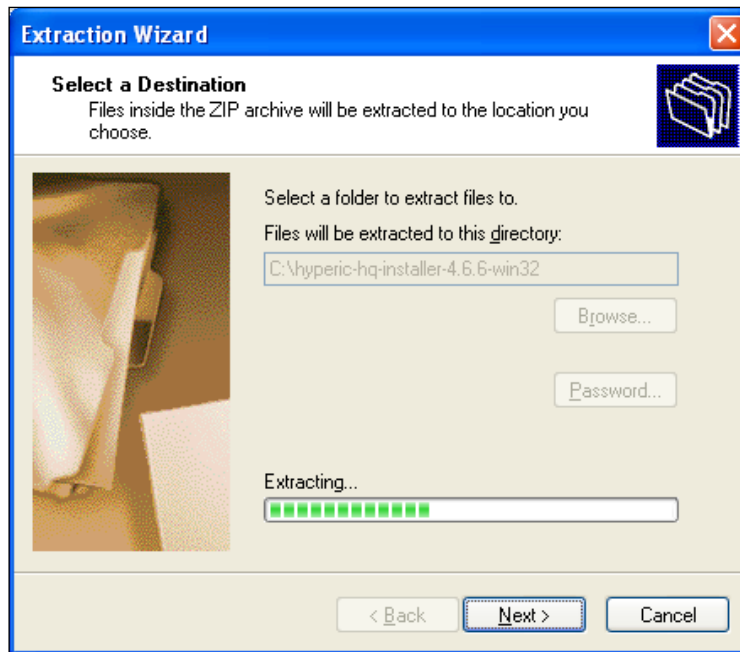 Extraction Wizard
Select a Destination
Files inside the ZIP archive will be extracted to the location you
choose.
Select a folder to extract files to.
Files will be extracted to this directory:
C:\hyperic-hq-installer-4.6.6-win32
Browse...
Password...
Extracting...
< Back
Next >
Cancel